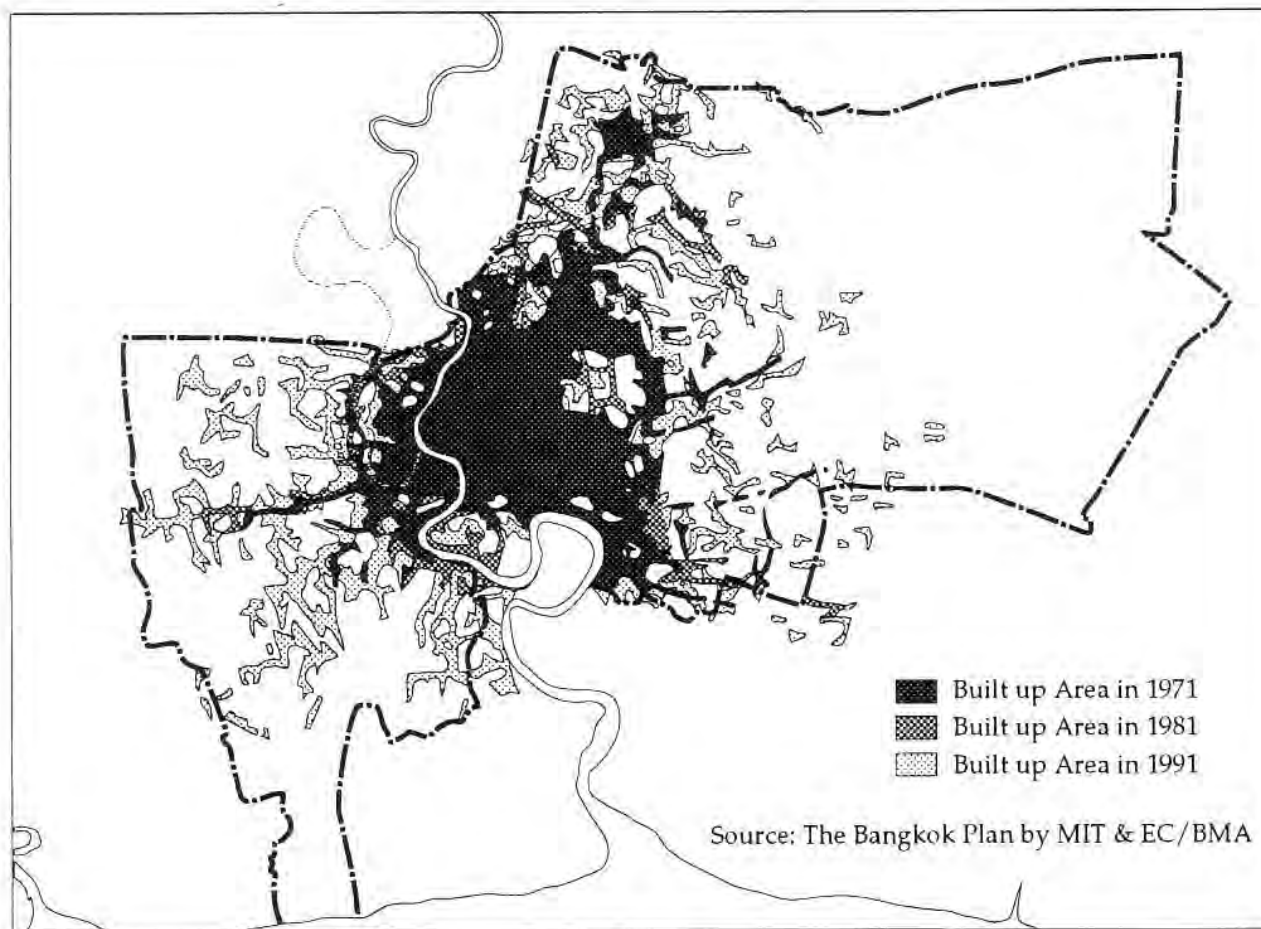 Built up Area in 1971
Built up Area in 1981
Built up Area in 1991
Source: The Bangkok Plan by MIT & EC/BMA